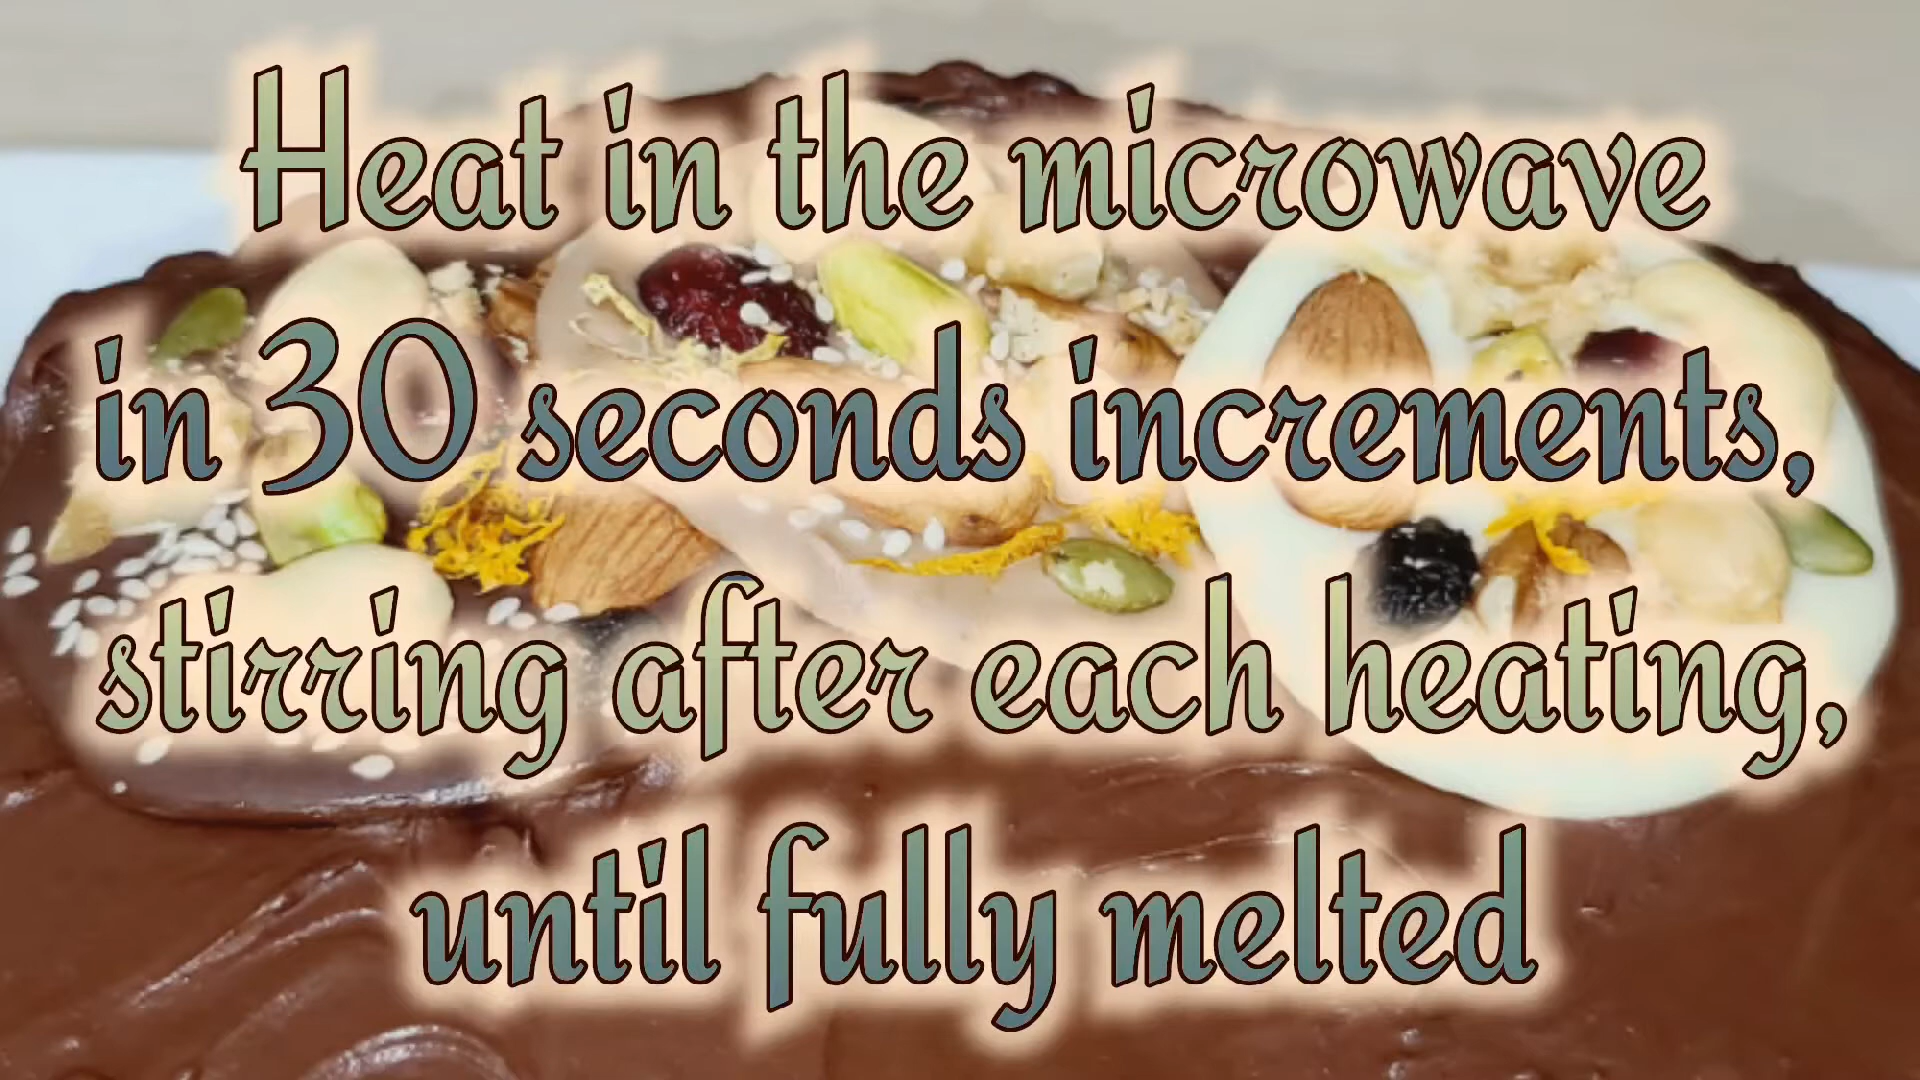 Heat in the microwave
in 30 seconds increments,
stirring after each heating,
until fully melted